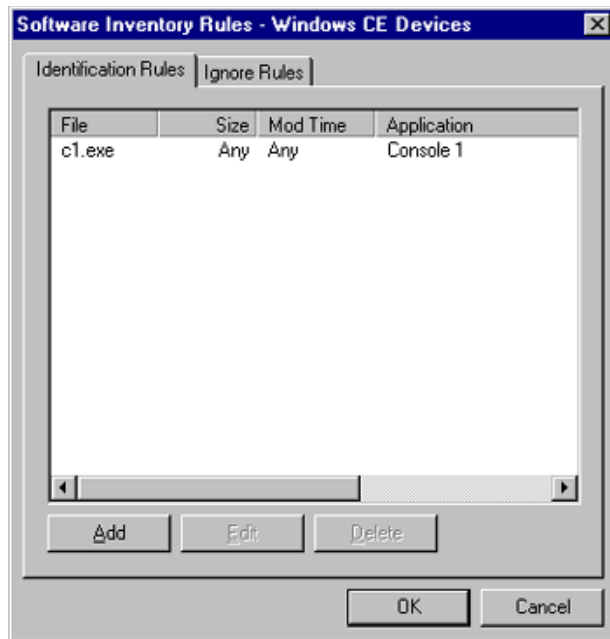 Software Inventory Rules - Windows CE Devices
Identification Rules Ignore Rules
File Size Mod Time Application
c1.exe Any Any Console 1
Add Edit Delete
OK Cancel